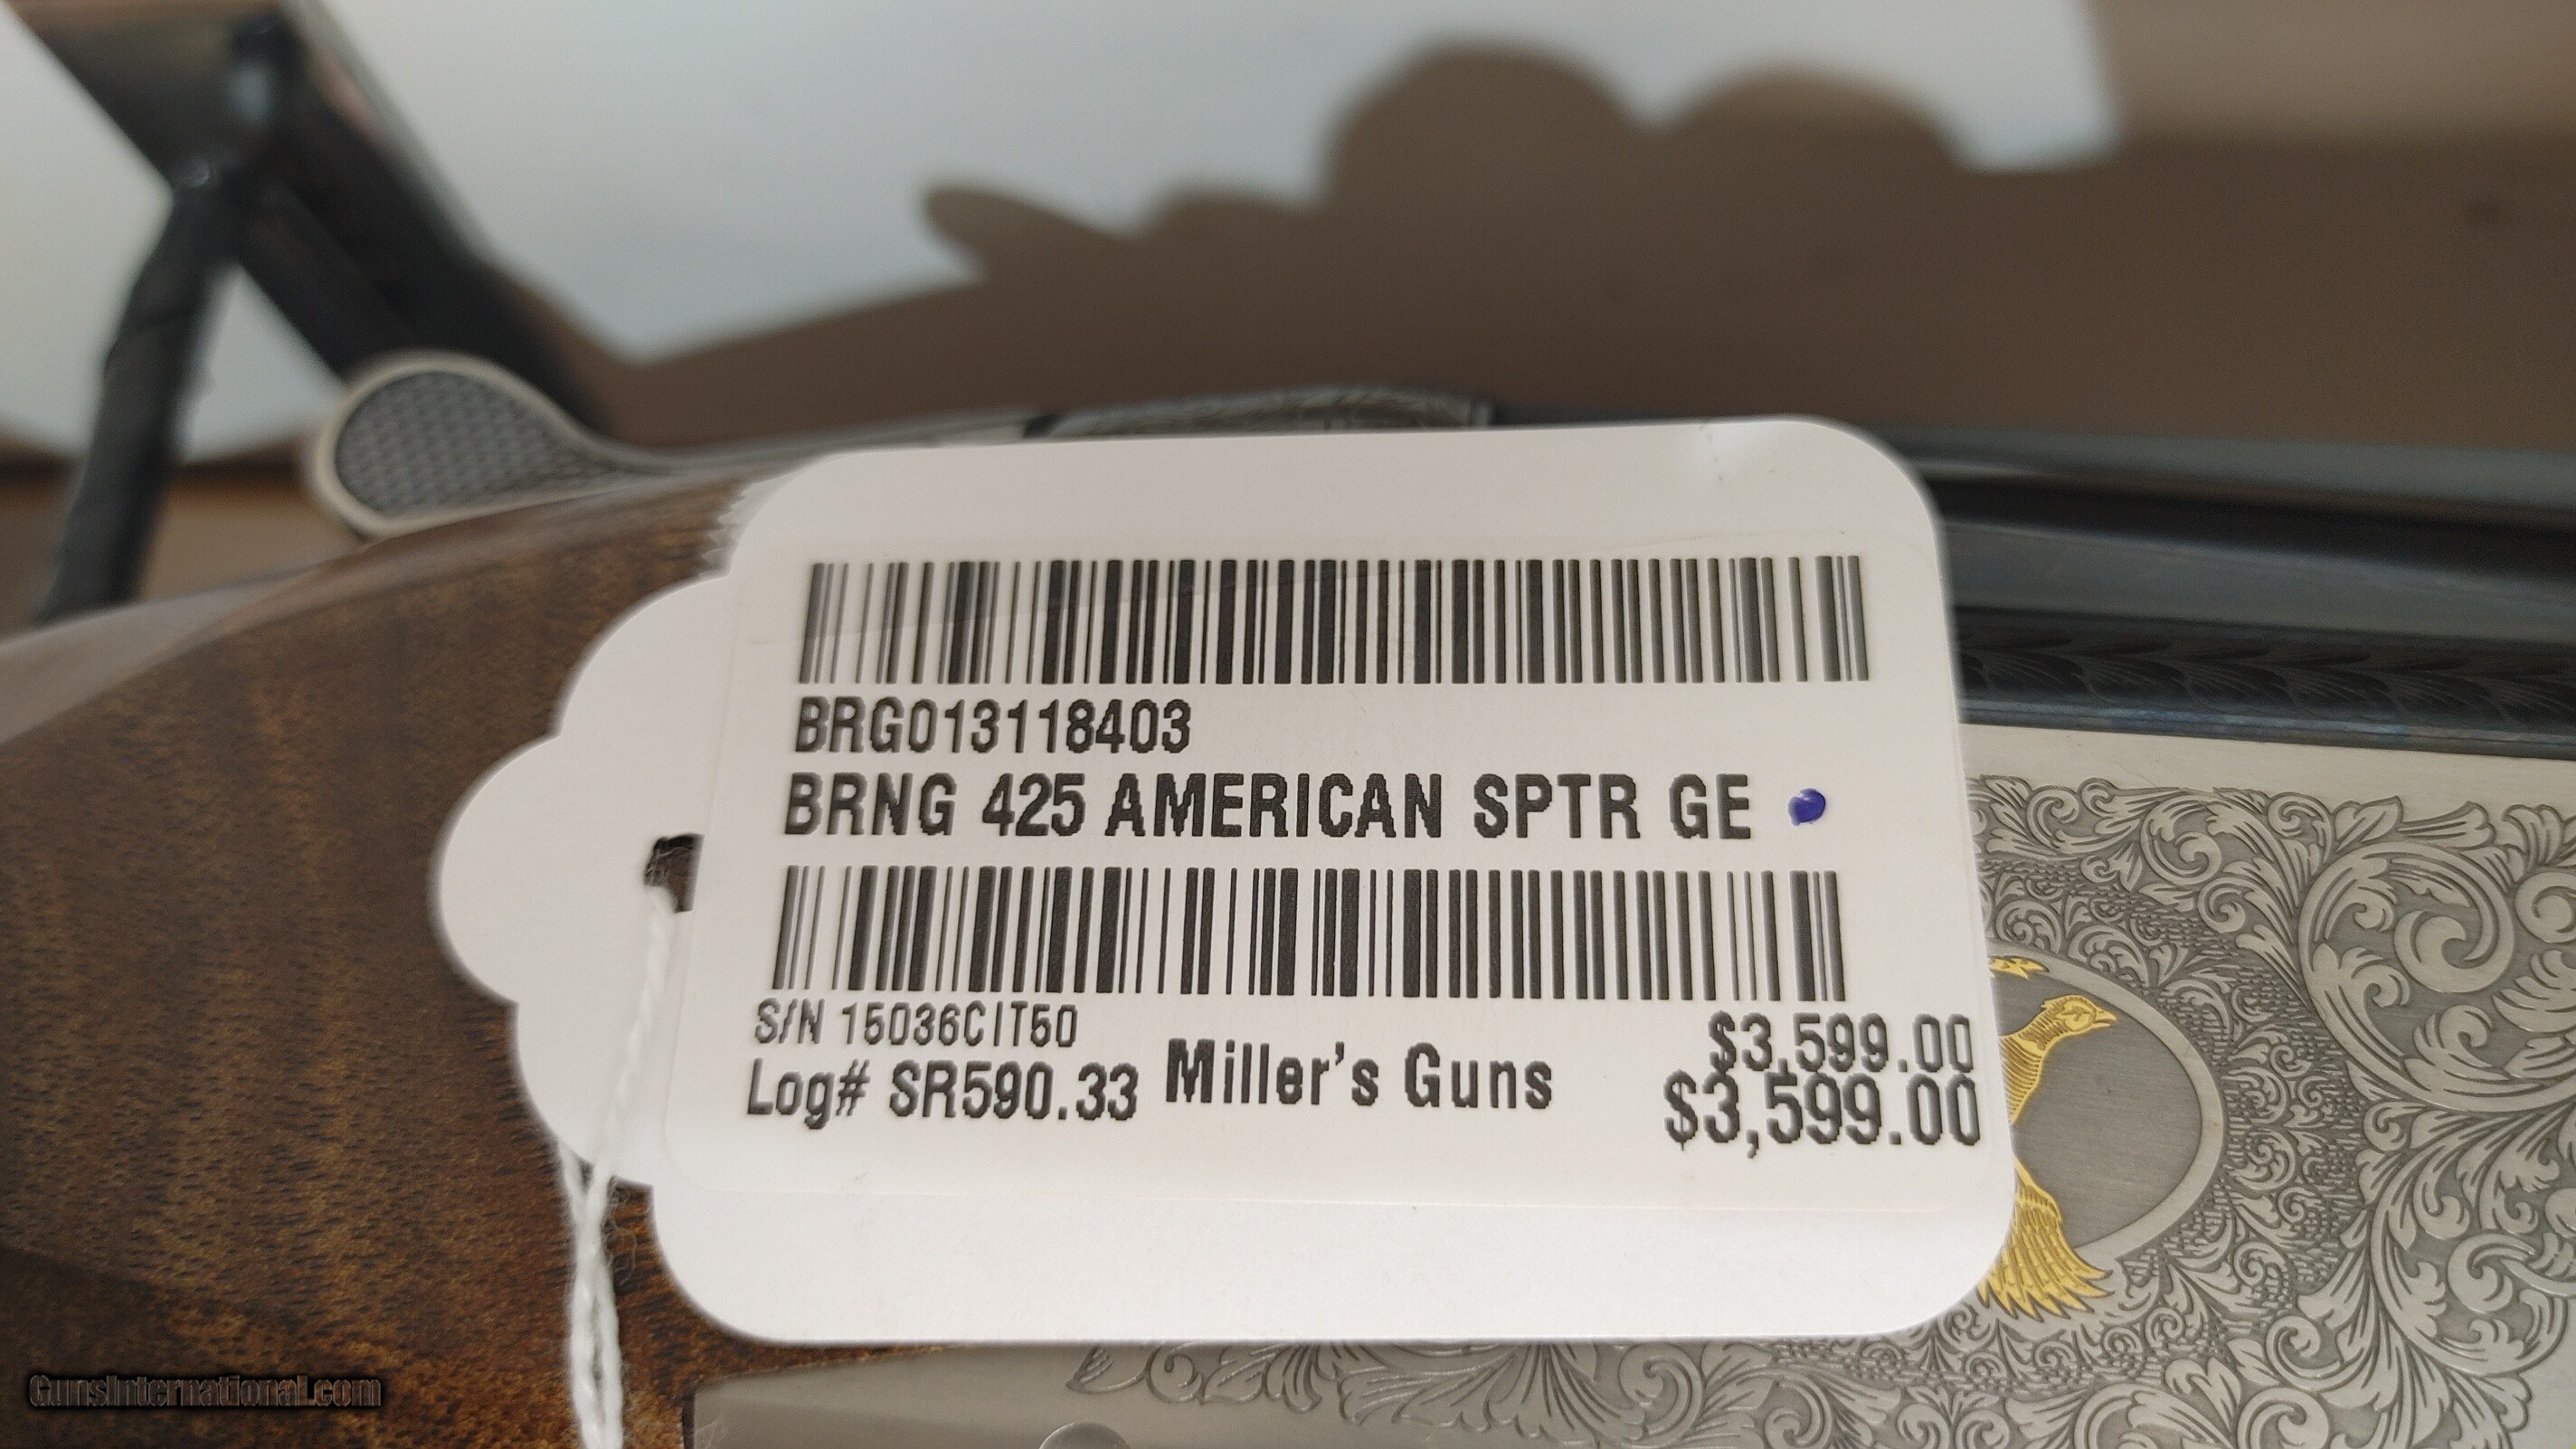 BRG013118403
BRNG 425 AMERICAN SPTR GE
S/N 15036CIT50
$3,599.00
Log# SR590.33 Miller's Guns $3,599.00
GunsInternational.com